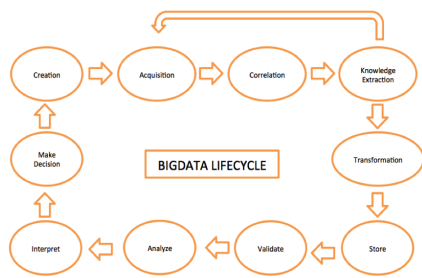 Creation
Acquisition
Correlation
Knowledge
Extraction
Make
Decision
BIGDATA LIFECYCLE
Transformation
Interpret
Analyze
Validate
Store